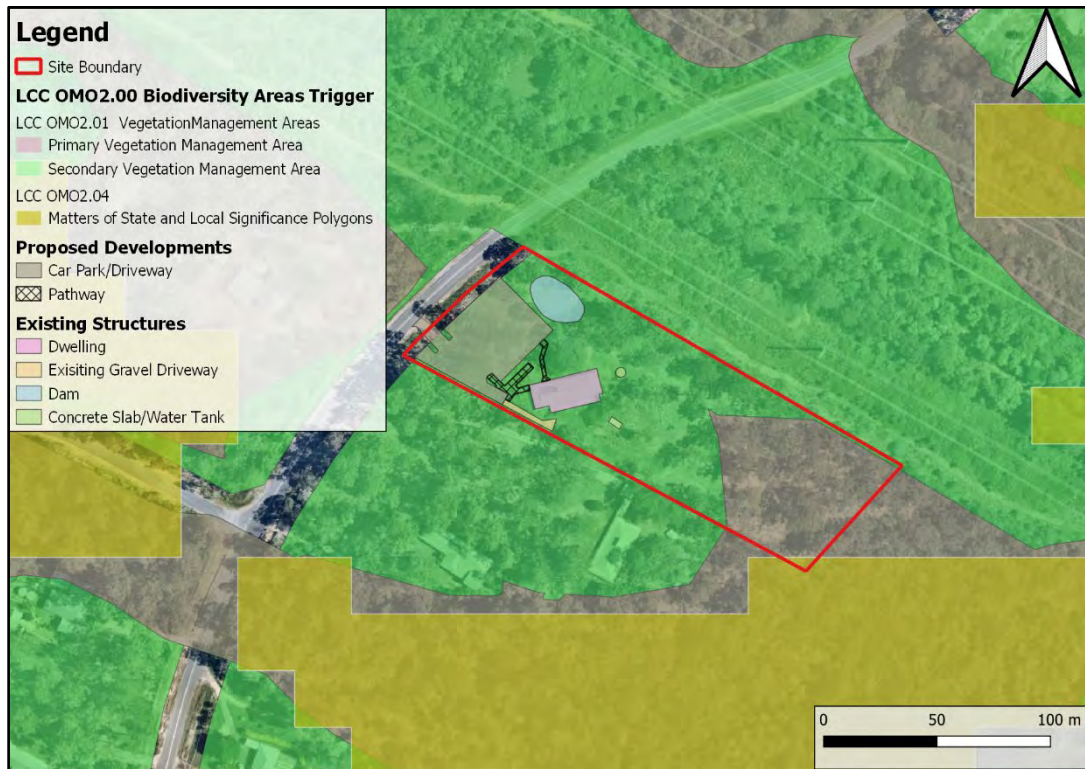 Legend
Site Boundary
LCC OMO2.00 Biodiversity Areas Trigger
LCC OMO2.01 VegetationManagement Areas
Primary Vegetation Management Area
Secondary Vegetation Management Area
LCC OMO2.04
Matters of State and Local Significance Polygons
Proposed Developments
Car Park/Driveway
Pathway
Existing Structures
Dwelling
Exisiting Gravel Driveway
Dam
Concrete Slab/Water Tank
0 50 100 m